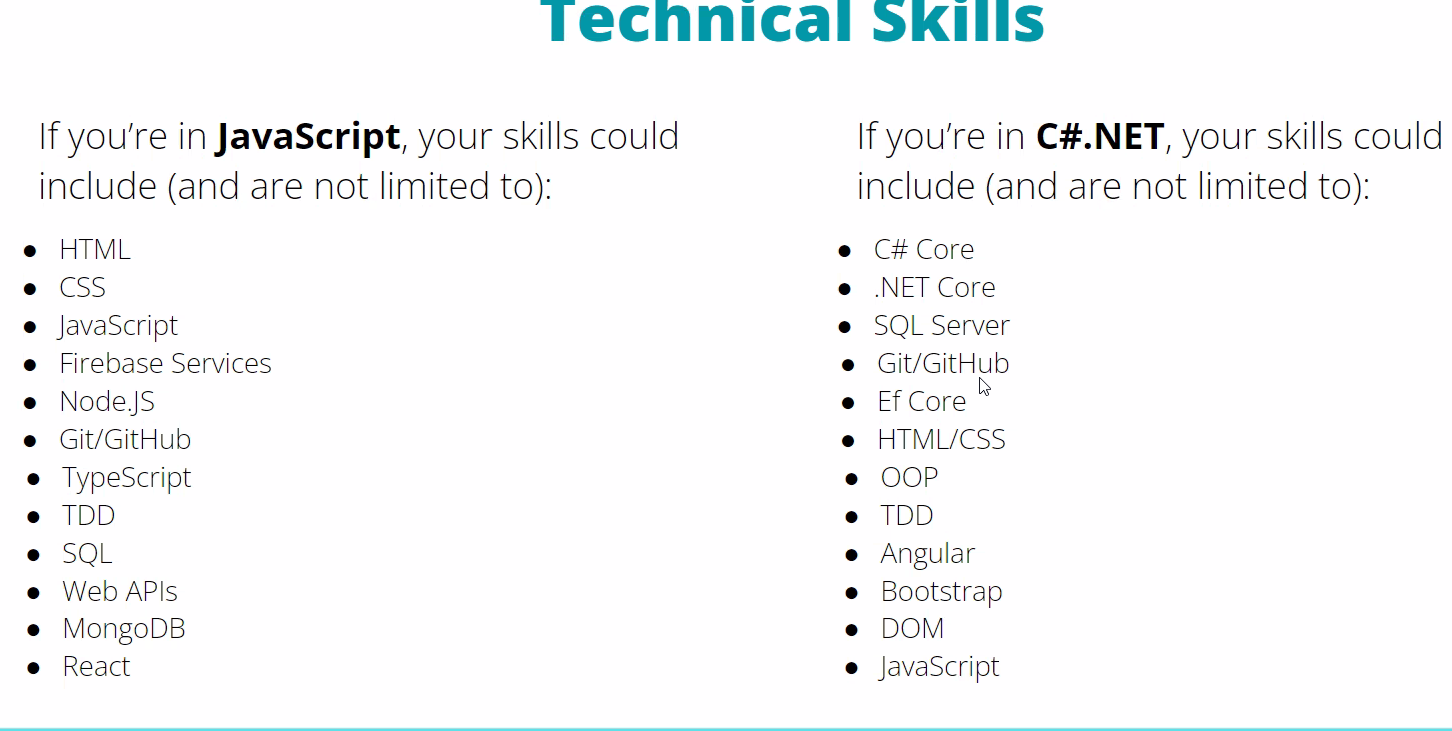 Technical Skills
If you’re in JavaScript, your skills could
include (and are not limited to):
● HTML
● CSS
● JavaScript
● Firebase Services
● Node.JS
● Git/GitHub
● TypeScript
● TDD
● SQL
● Web APIs
● MongoDB
● React
If you’re in C#.NET, your skills could
include (and are not limited to):
● C# Core
● .NET Core
● SQL Server
● Git/GitHub
● Ef Core
● HTML/CSS
● OOP
● TDD
● Angular
● Bootstrap
● DOM
● JavaScript